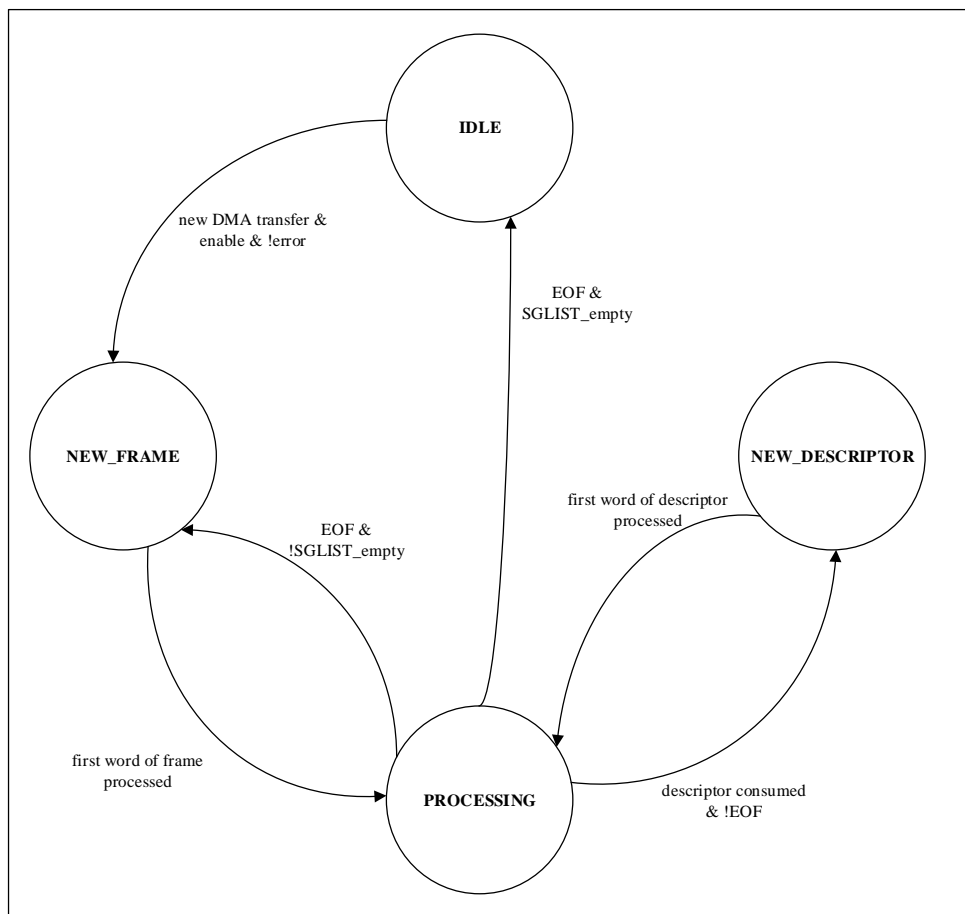 IDLE
new DMA transfer &
enable & !error
EOF &
SGLIST_empty
NEW_FRAME
NEW_DESCRIPTOR
first word of descriptor
processed
EOF &
!SGLIST_empty
first word of frame
processed
PROCESSING
descriptor consumed
& !EOF